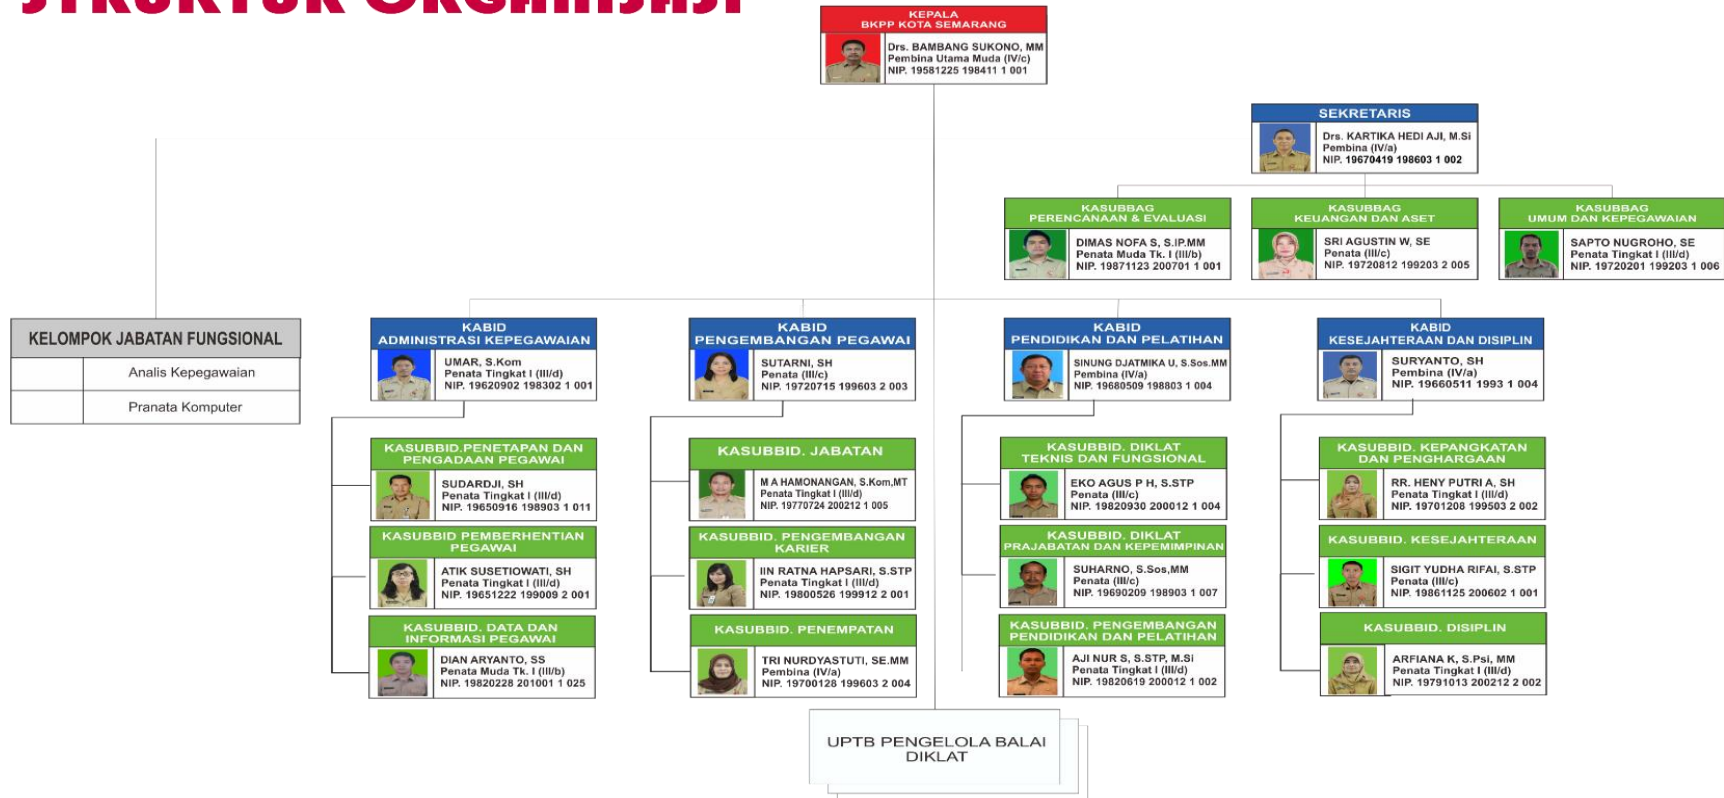 STRUKTUR ORGANISASI
KEPALA
BKPP KOTA SEMARANG
Drs. BAMBANG SUKONO, MM
Pembina Utama Muda (IV/c)
NIP. 19581225 198411 1 001
SEKRETARIS
Drs. KARTIKA HEDI AJI, M.Si
Pembina (IV/a)
NIP. 19670419 198603 1 002
KASUBBAG
PERENCANAAN & EVALUASI
DIMAS NOFA S, S.IP.MM
Penata Muda Tk. I (III/b)
NIP. 19871123 200701 1 001
KASUBBAG
KEUANGAN DAN ASET
SRI AGUSTIN W, SE
Penata (III/c)
NIP. 19720812 199203 2 005
KASUBBAG
UMUM DAN KEPEGAWAIAN
SAPTO NUGROHO, SE
Penata Tingkat I (III/d)
NIP. 19720201 199203 1 006
KELOMPOK JABATAN FUNGSIONAL
Analis Kepegawaian
Pranata Komputer
KABID
ADMINISTRASI KEPEGAWAIAN
UMAR, S.Kom
Penata Tingkat I (III/d)
NIP. 19620902 198302 1 001
KASUBBID.PENETAPAN DAN
PENGADAAN PEGAWAI
SUDARDJI, SH
Penata Tingkat I (III/d)
NIP. 19650916 198903 1 011
KASUBBID PEMBERHENTIAN
PEGAWAI
ATIK SUSETIOWATI, SH
Penata Tingkat I (III/d)
NIP. 19651222 199009 2 001
KASUBBID. DATA DAN
INFORMASI PEGAWAI
DIAN ARYANTO, SS
Penata Muda Tk. I (III/b)
NIP. 19820228 201001 1 025
KABID
PENGEMBANGAN PEGAWAI
SUTARNI, SH
Penata (III/c)
NIP. 19720715 199603 2 003
KASUBBID. JABATAN
M A HAMONANGAN, S.Kom,MT
Penata Tingkat I (III/d)
NIP. 19770724 200212 1 005
KASUBBID. PENGEMBANGAN
KARIER
IIN RATNA HAPSARI, S.STP
Penata Tingkat I (III/d)
NIP. 19800526 199912 2 001
KASUBBID. PENEMPATAN
TRI NURDYASTUTI, SE.MM
Pembina (IV/a)
NIP. 19700128 199603 2 004
KABID
PENDIDIKAN DAN PELATIHAN
SINUNG DJATMIKA U, S.Sos.MM
Pembina (IV/a)
NIP. 19680509 198803 1 004
KASUBBID. DIKLAT
TEKNIS DAN FUNGSIONAL
EKO AGUS P H, S.STP
Penata (III/c)
NIP. 19820930 200012 1 004
KASUBBID. DIKLAT
PRAJABATAN DAN KEPEMIMPINAN
SUHARNO, S.Sos,MM
Penata (III/c)
NIP. 19690209 198903 1 007
KASUBBID. PENGEMBANGAN
PENDIDIKAN DAN PELATIHAN
AJI NUR S, S.STP, M.Si
Penata Tingkat I (III/d)
NIP. 19820619 200012 1 002
KABID
KESEJAHTERAAN DAN DISIPLIN
SURYANTO, SH
Pembina (IV/a)
NIP. 19660511 1993 1 004
KASUBBID. KEPANGKATAN
DAN PENGHARGAAN
RR. HENY PUTRI A, SH
Penata Tingkat I (III/d)
NIP. 19701208 199503 2 002
KASUBBID. KESEJAHTERAAN
SIGIT YUDHA RIFAI, S.STP
Penata (III/c)
NIP. 19861125 200602 1 001
KASUBBID. DISIPLIN
ARFIANA K, S.Psi, MM
Penata Tingkat I (III/d)
NIP. 19791013 200212 2 002
UPTB PENGELOLA BALAI
DIKLAT